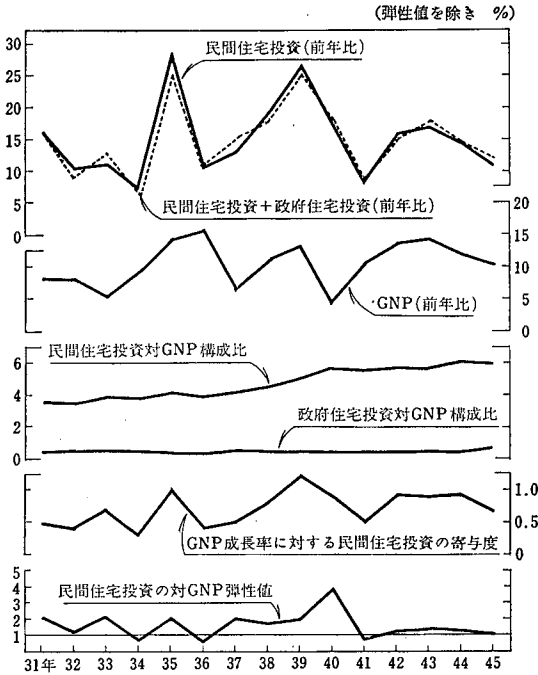 (弾性値を除き %)
30
25
20
15
10
5
0
民間住宅投資(前年比)
民間住宅投資+政府住宅投資(前年比)
20
15
10
5
0
GNP(前年比)
民間住宅投資対GNP構成比
6
4
2
0
政府住宅投資対GNP構成比
1.0
0.5
0
GNP成長率に対する民間住宅投資の寄与度
5
4
3
2
1
民間住宅投資の対GNP弾性値
31年 32 33 34 35 36 37 38 39 40 41 42 43 44 45